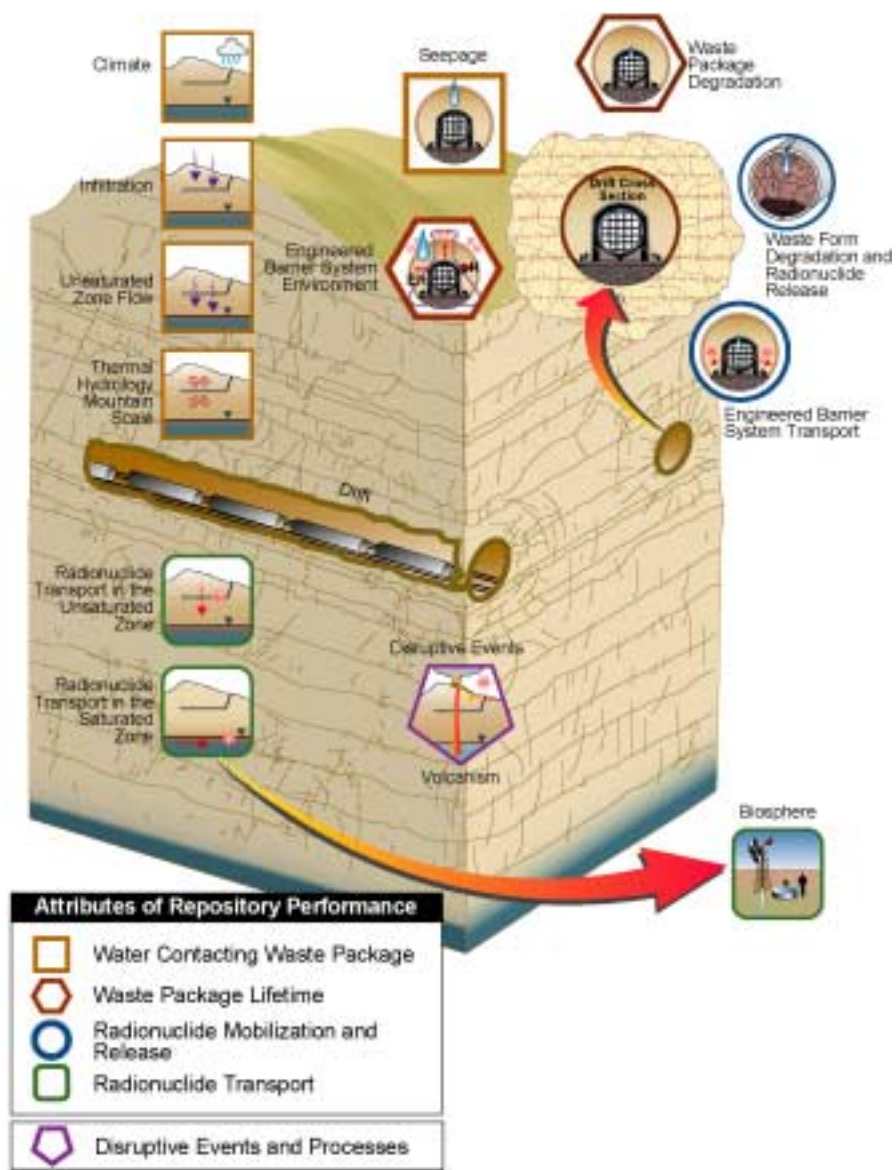 Climate
Seepage
Waste
Package
Degradation
Infiltration
Drift Cross
Section
Engineered
Barrier System
Environment
pH
Waste Form
Degradation and
Radionuclide
Release
Unsaturated
Zone Flow
Thermal
Hydrology
Mountain
Scale
Engineered Barrier
System Transport
Drift
Radionuclide
Transport in the
Unsaturated
Zone
Disruptive Events
Radionuclide
Transport in the
Saturated
Zone
Volcanism
Biosphere
Attributes of Repository Performance
Water Contacting Waste Package
Waste Package Lifetime
Radionuclide Mobilization and
Release
Radionuclide Transport
Disruptive Events and Processes